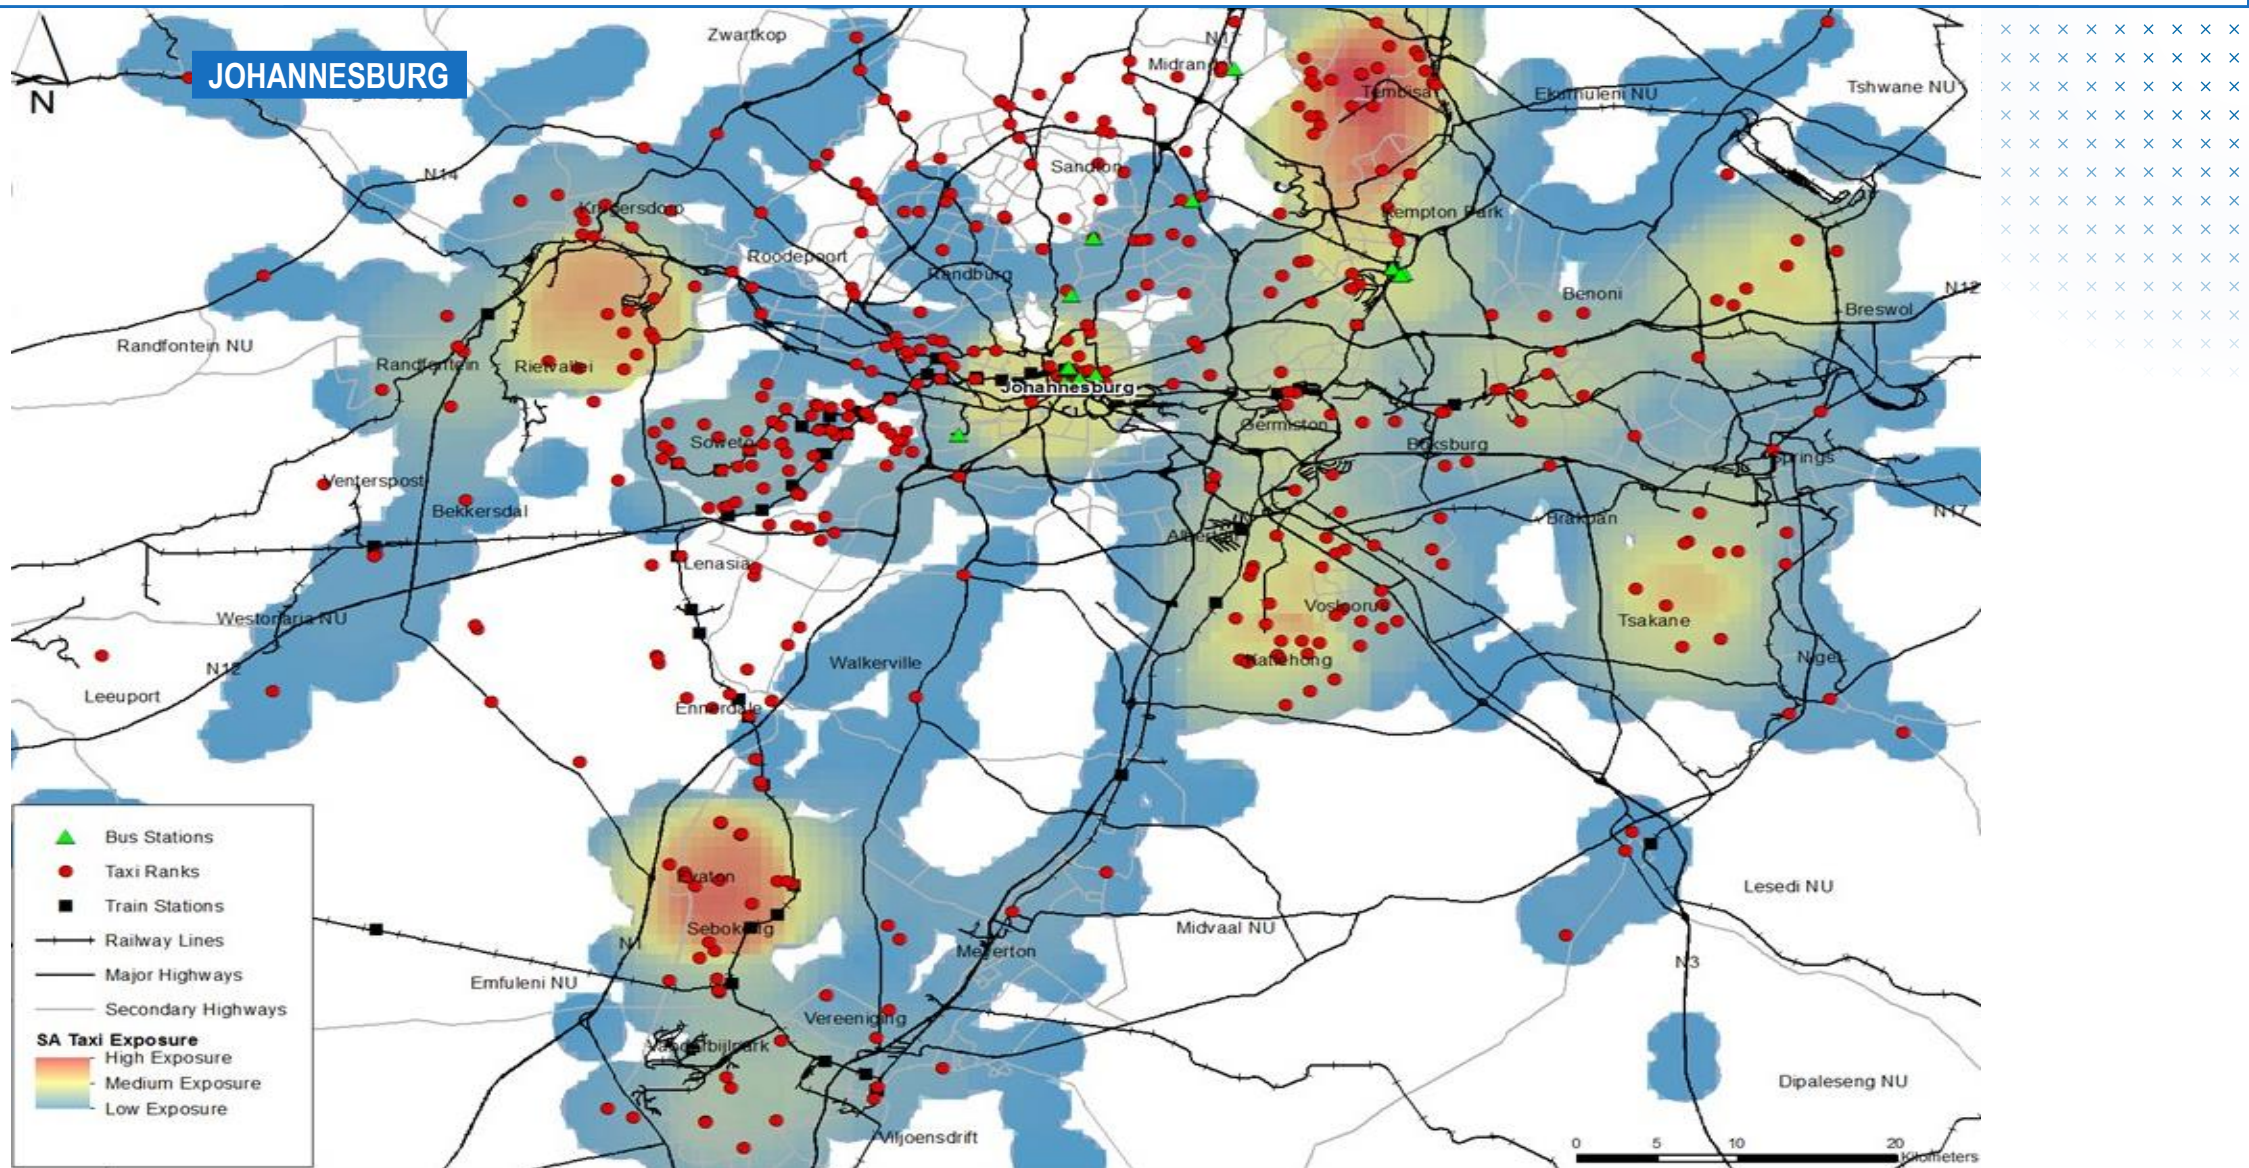 JOHANNESBURG
N
Zwartkop
N1
Midrand
Tembisa
Ekurhuleni NU
Tshwane NU
N14
Sandton
Krugersdorp
Kempton Park
Roodepoort
Randburg
Benoni
N12
Breswol
Randfontein NU
Randfontein
Rietvallei
Johannesburg
Soweto
Germiston
Boksburg
Springs
Venterspost
Bekkersdal
N17
Brakpan
Alberton
Lenasia
Westonaria NU
Vosloorus
Tsakane
N12
Walkerville
Katlehong
Nigel
Leeuport
Ennerdale
Evaton
Lesedi NU
Sebokeng
Midvaal NU
N1
Meyerton
N3
Emfuleni NU
Vereeniging
Vanderbijlpark
Dipaleseng NU
Viljoensdrift
Bus Stations
Taxi Ranks
Train Stations
Railway Lines
Major Highways
Secondary Highways
SA Taxi Exposure
High Exposure
Medium Exposure
Low Exposure
0 5 10 20
Kilometers